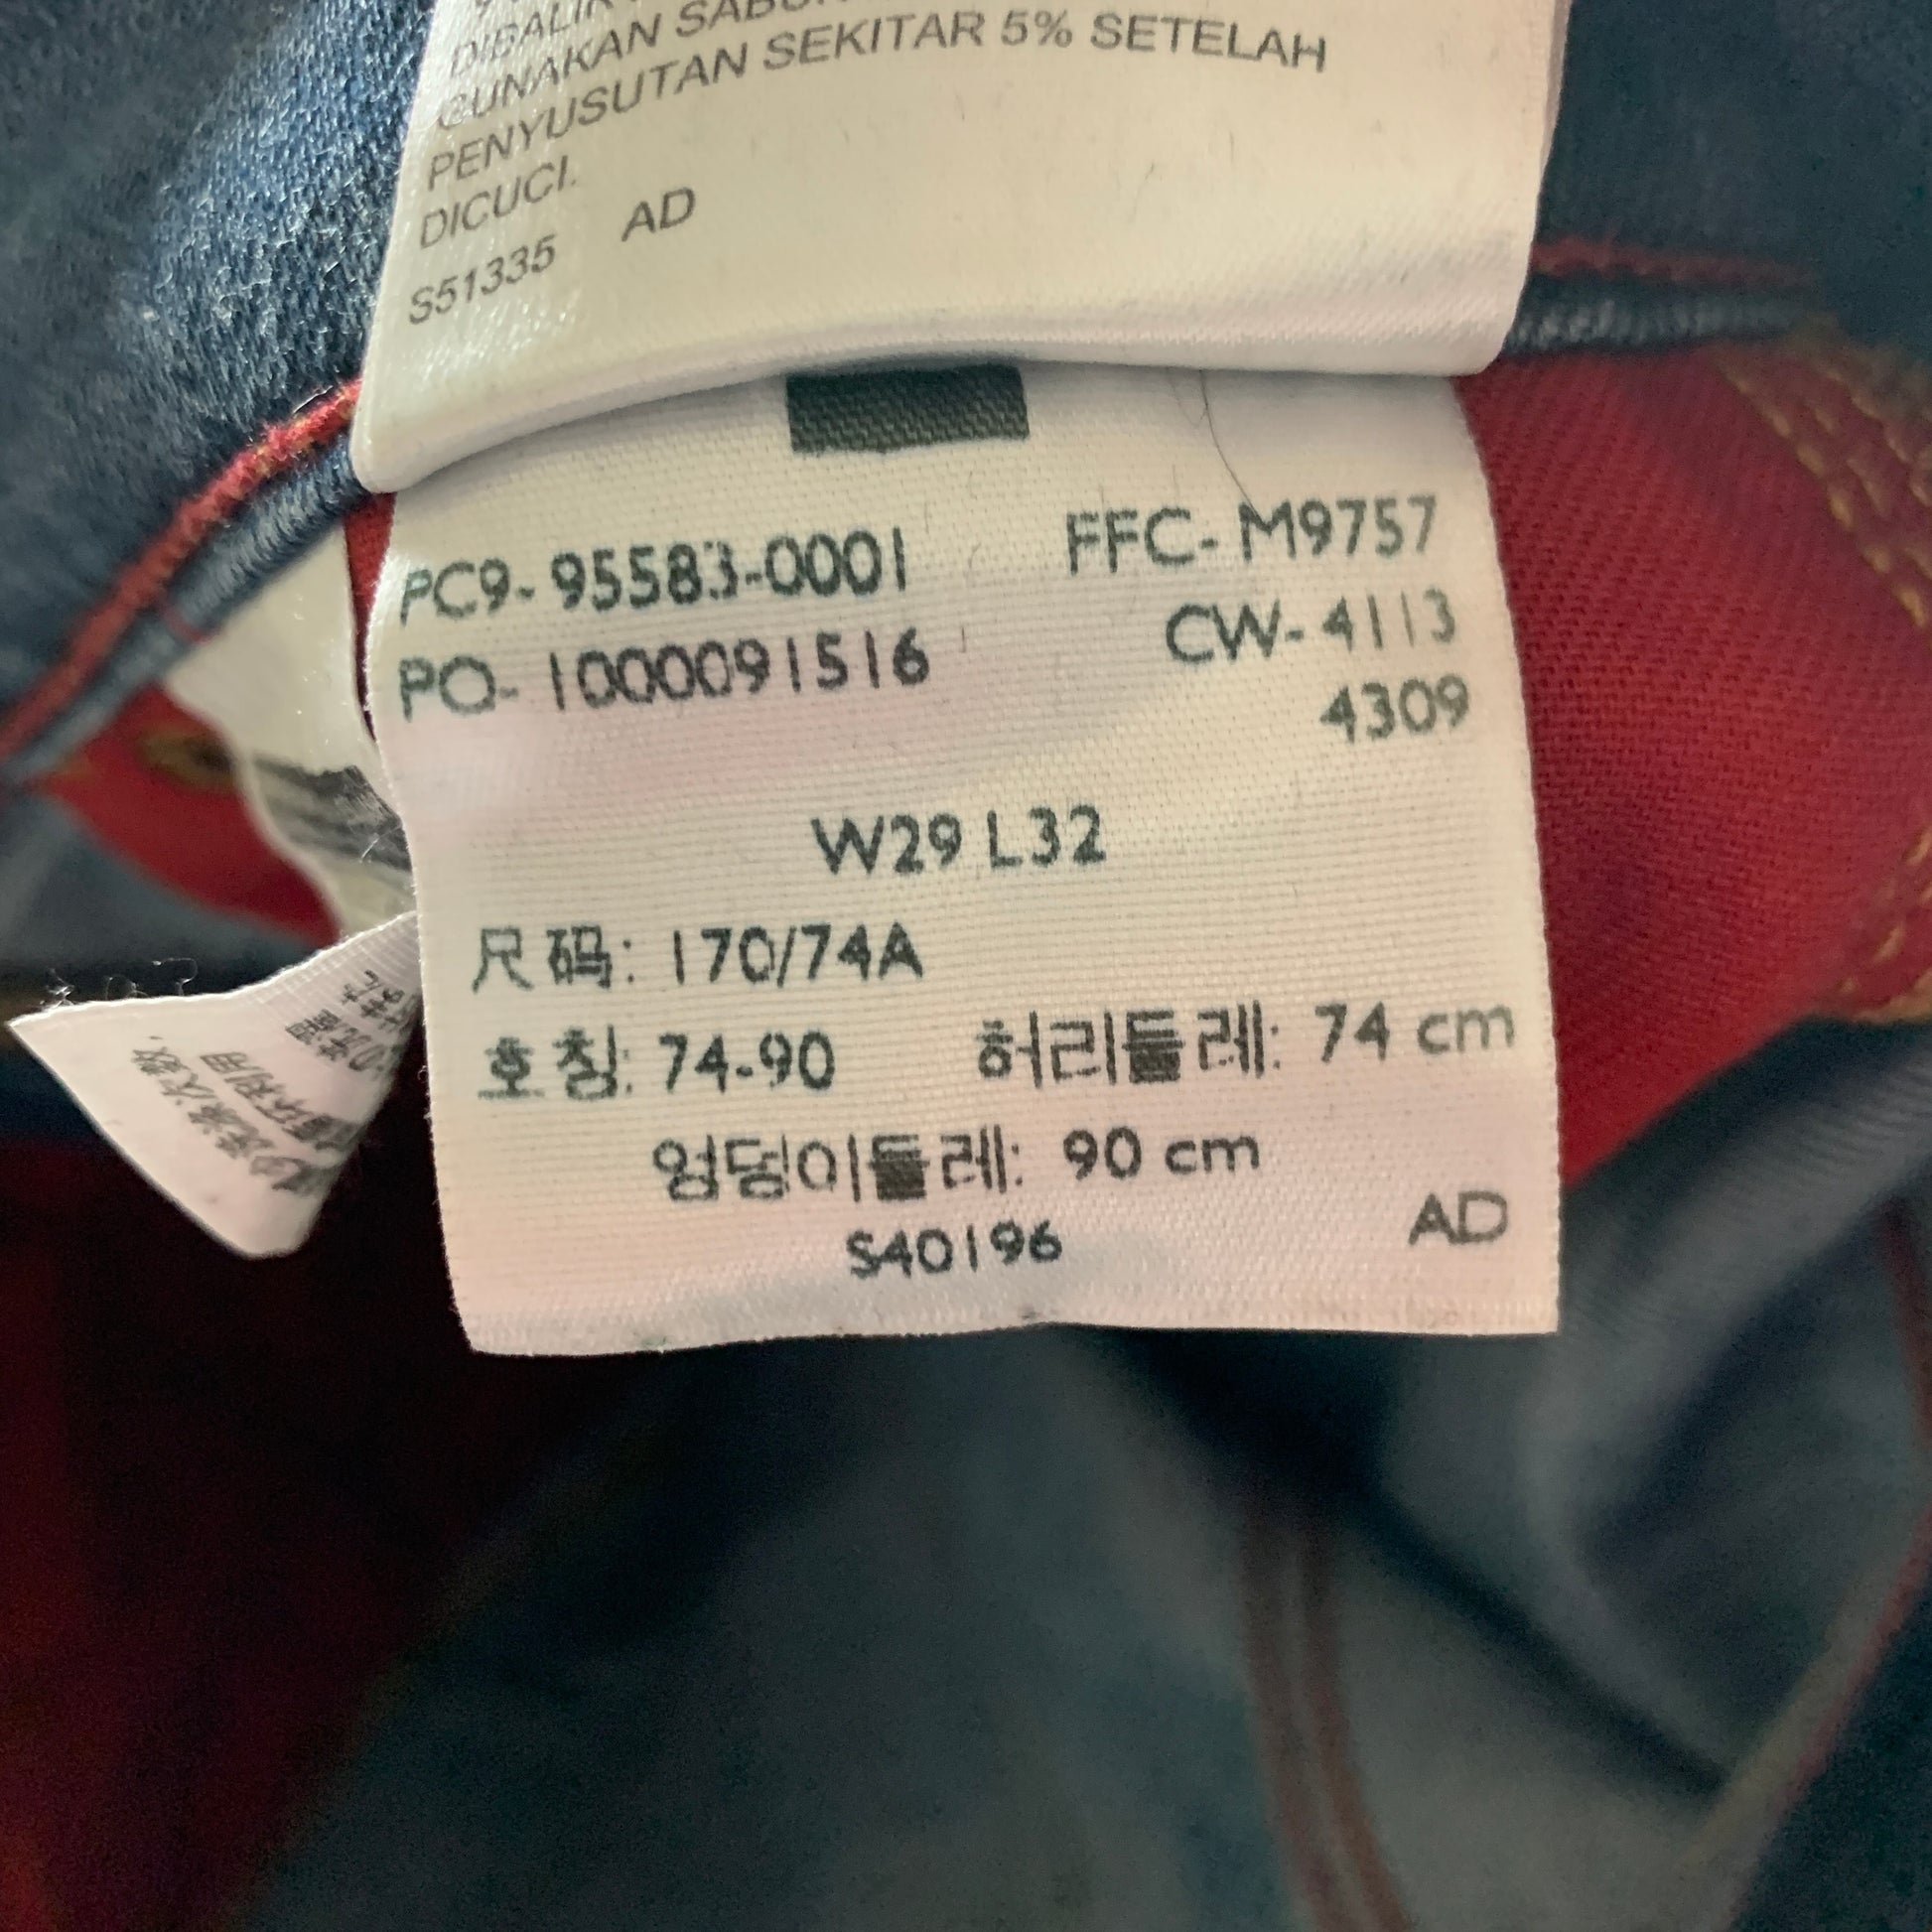 GUNAKAN SABUN
PENYUSUTAN SEKITAR 5% SETELAH
DICUCI.
S51335 AD
PC9-95583-0001 FFC-M9757
PO-1000091516 CW-4113
4309
W29 L32
尺码: 170/74A
호칭: 74-90 허리둘레: 74 cm
엉덩이둘레: 90 cm
S40196 AD